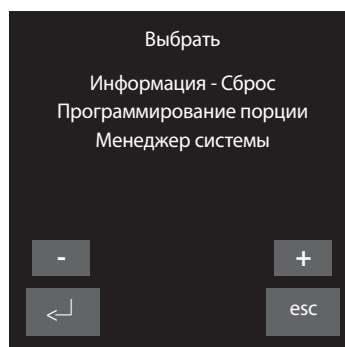 Выбрать
Информация - Сброс
Программирование порции
Менеджер системы
- +
esc